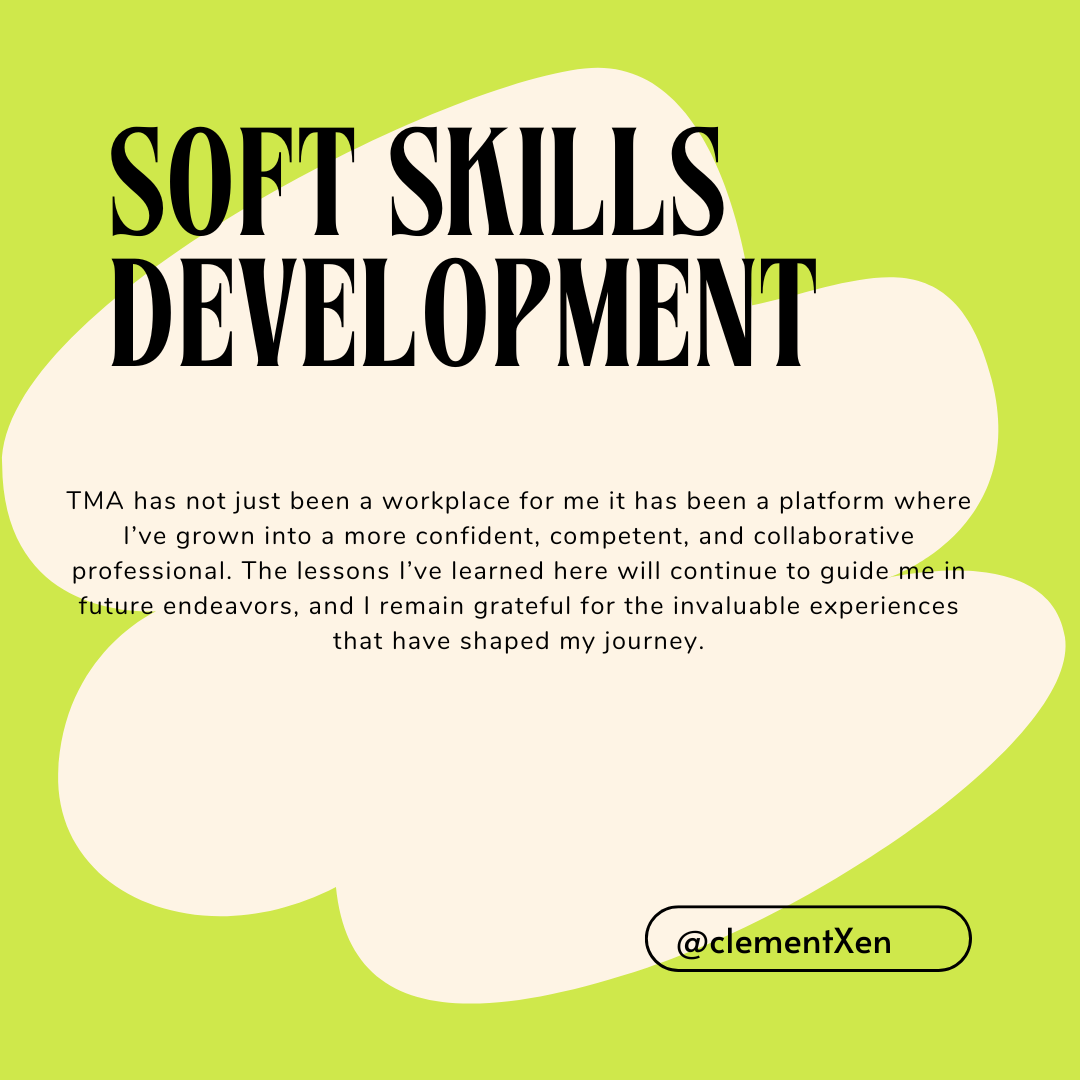 SOFT SKILLS
DEVELOPMENT
TMA has not just been a workplace for me it has been a platform where
I’ve grown into a more confident, competent, and collaborative
professional. The lessons I’ve learned here will continue to guide me in
future endeavors, and I remain grateful for the invaluable experiences
that have shaped my journey.
@clementXen